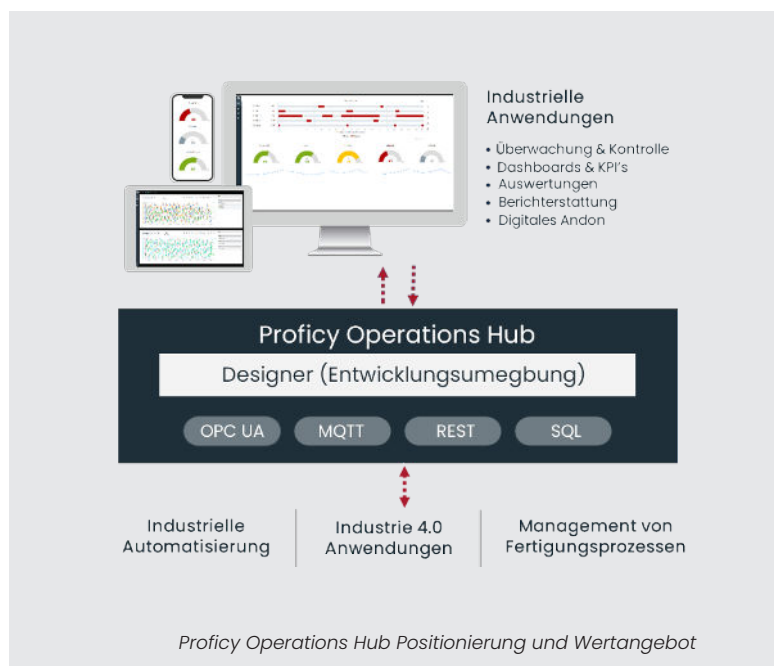 Industrielle
Anwendungen
• Überwachung & Kontrolle
• Dashboards & KPI's
• Auswertungen
• Berichterstattung
• Digitales Andon
Proficy Operations Hub
Designer (Entwicklungsumegbung)
OPC UA MQTT REST SQL
Industrielle
Automatisierung
Industrie 4.0
Anwendungen
Management von
Fertigungsprozessen
Proficy Operations Hub Positionierung und Wertangebot